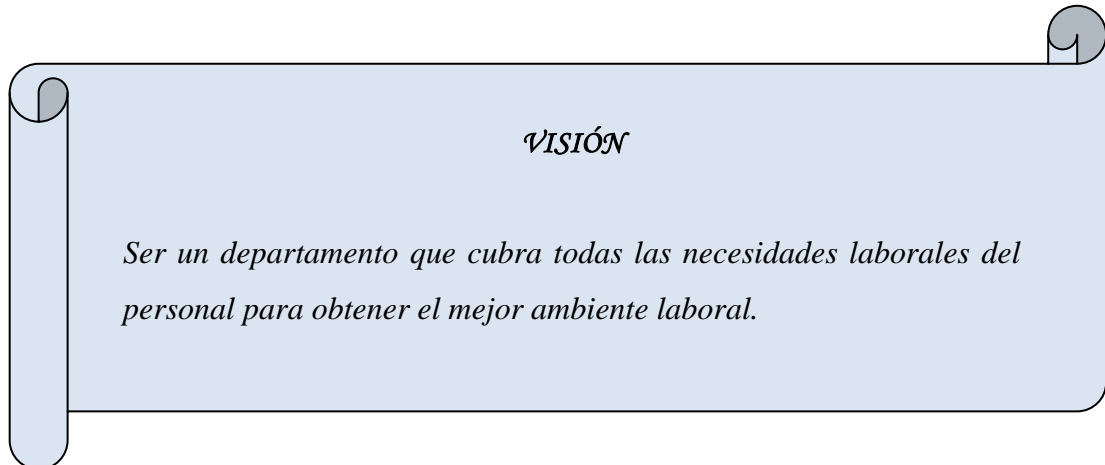 VISIÓN
Ser un departamento que cubra todas las necesidades laborales del
personal para obtener el mejor ambiente laboral.